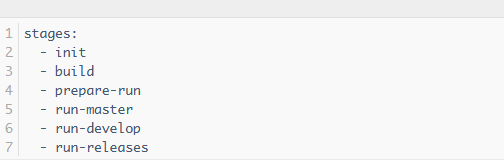 1 stages:
2   - init
3   - build
4   - prepare-run
5   - run-master
6   - run-develop
7   - run-releases